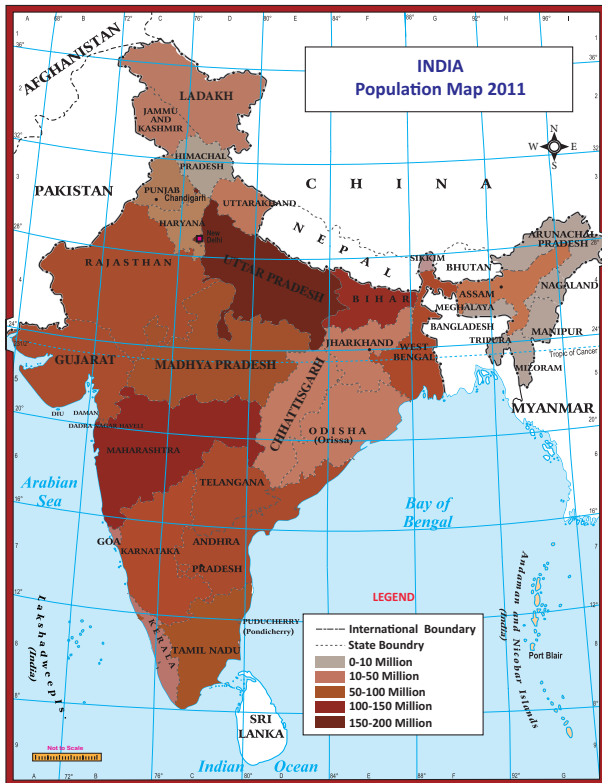 INDIA
Population Map 2011
AFGHANISTAN
LADAKH
JAMMU
AND
KASHMIR
HIMACHAL
PRADESH
PAKISTAN
PUNJAB
Chandigarh
UTTARAKHAND
CHINA
N
W E
S
HARYANA
New
Delhi
NEPAL
RAJASTHAN
UTTAR PRADESH
SIKKIM
BHUTAN
ARUNACHAL
PRADESH
BIHAR
ASSAM
NAGALAND
MEGHALAYA
BANGLADESH
MANIPUR
TRIPURA
JHARKHAND
WEST
BENGAL
Tropic of Cancer
MIZORAM
GUJARAT
MADHYA PRADESH
MYANMAR
CHHATTISGARH
DIU
DAMAN
DADRA NAGAR HAVELI
ODISHA
(Orissa)
MAHARASHTRA
Arabian
Sea
TELANGANA
Bay of
Bengal
GOA
KARNATAKA
ANDHRA
PRADESH
Andaman and Nicobar Islands
(India)
Port Blair
Lakshadweep Is.
(India)
KERALA
TAMIL NADU
PUDUCHERRY
(Pondicherry)
SRI
LANKA
Indian Ocean
LEGEND
International Boundary
State Boundry
0-10 Million
10-50 Million
50-100 Million
100-150 Million
150-200 Million
Not to Scale